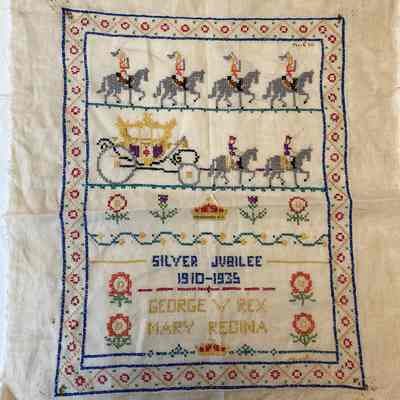 SILVER JUBILEE
1910-1935
GEORGE V REX
MARY REGINA